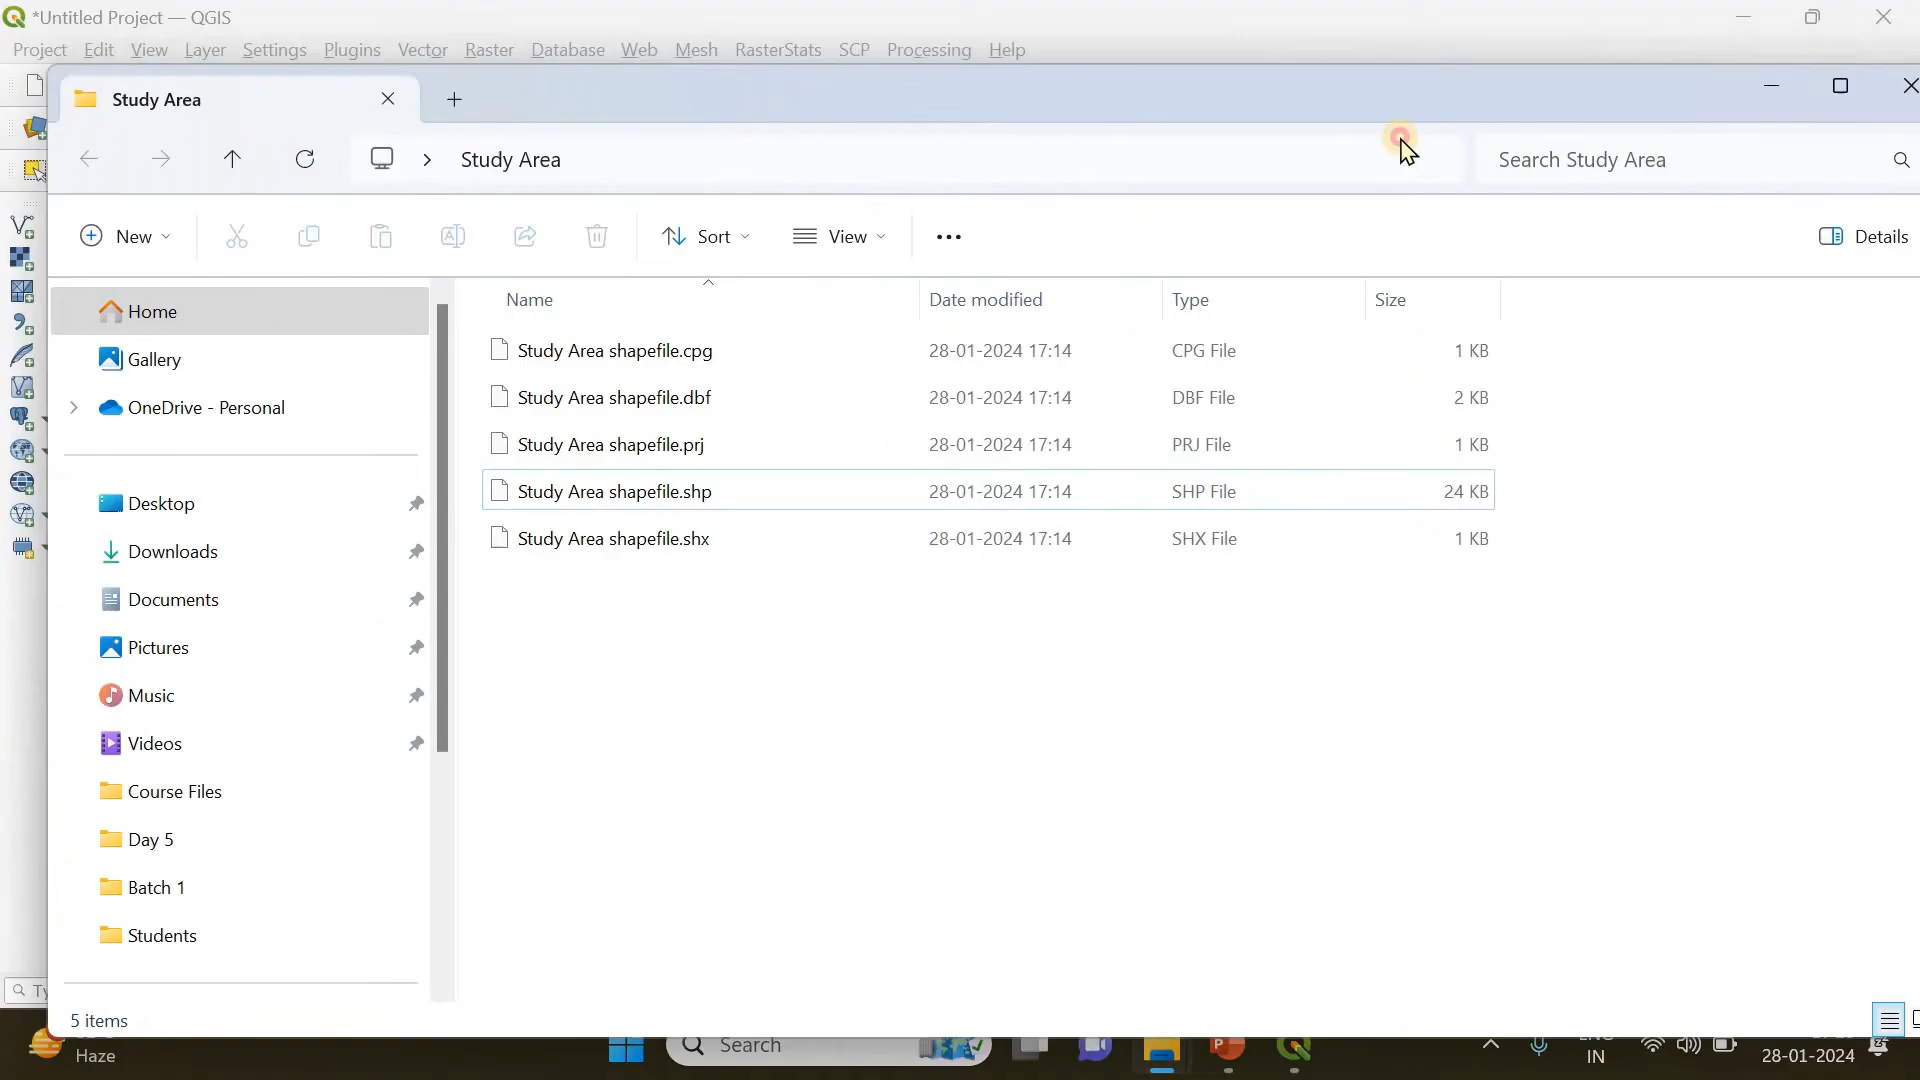 *Untitled Project — QGIS
Project Edit View Layer Settings Plugins Vector Raster Database Web Mesh RasterStats SCP Processing Help
Study Area
Study Area
Search Study Area
New Sort View Details
Home
Gallery
OneDrive - Personal
Desktop
Downloads
Documents
Pictures
Music
Videos
Course Files
Day 5
Batch 1
Students
Name Date modified Type Size
Study Area shapefile.cpg 28-01-2024 17:14 CPG File 1 KB
Study Area shapefile.dbf 28-01-2024 17:14 DBF File 2 KB
Study Area shapefile.prj 28-01-2024 17:14 PRJ File 1 KB
Study Area shapefile.shp 28-01-2024 17:14 SHP File 24 KB
Study Area shapefile.shx 28-01-2024 17:14 SHX File 1 KB
5 items
Haze
Search
IN
28-01-2024